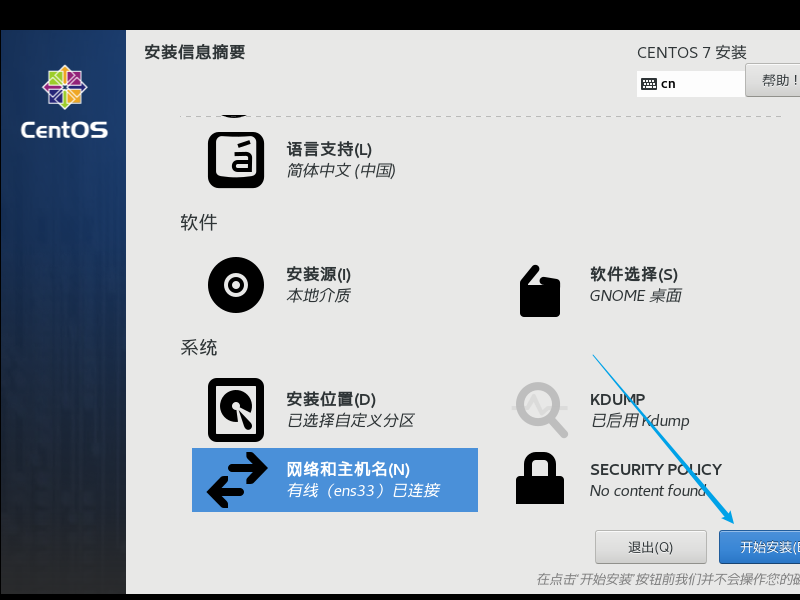 安装信息摘要
CENTOS 7 安装
cn
帮助！
CentOS
语言支持(L)
简体中文 (中国)
软件
安装源(I)
本地介质
软件选择(S)
GNOME 桌面
系统
安装位置(D)
已选择自定义分区
KDUMP
已启用 Kdump
网络和主机名(N)
有线（ens33）已连接
SECURITY POLICY
No content found
退出(Q)
开始安装(B
在点击"开始安装"按钮前我们并不会操作您的磁